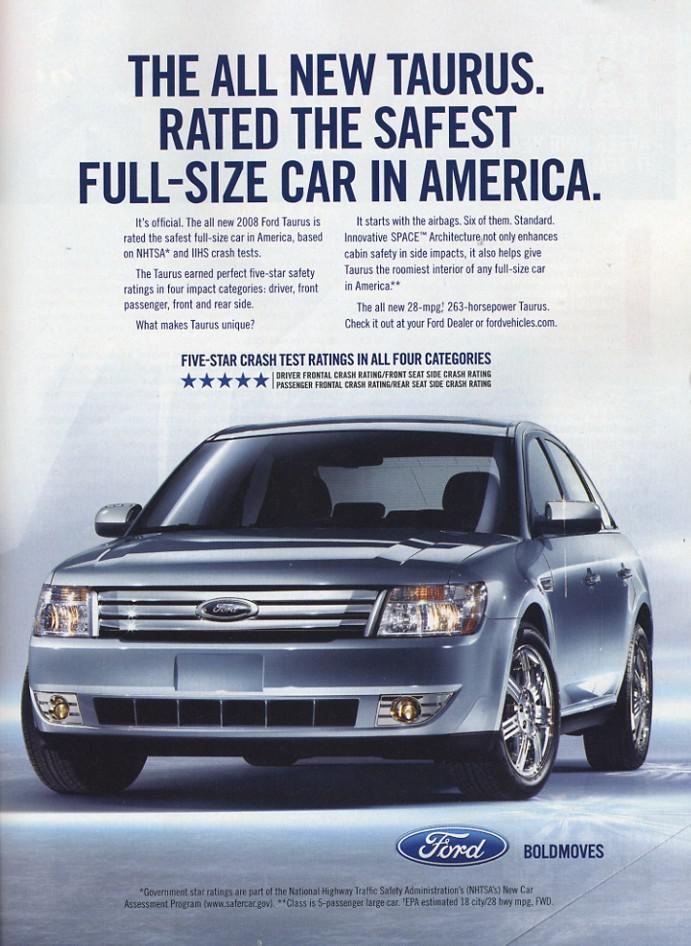 THE ALL NEW TAURUS.
RATED THE SAFEST
FULL-SIZE CAR IN AMERICA.
It's official. The all new 2008 Ford Taurus is
rated the safest full-size car in America, based
on NHTSA* and IIHS crash tests.
The Taurus earned perfect five-star safety
ratings in four impact categories: driver, front
passenger, front and rear side.
What makes Taurus unique?
It starts with the airbags. Six of them. Standard.
Innovative SPACE™ Architecture not only enhances
cabin safety in side impacts, it also helps give
Taurus the roomiest interior of any full-size car
in America.**
The all new 28-mpg,† 263-horsepower Taurus.
Check it out at your Ford Dealer or fordvehicles.com.
FIVE-STAR CRASH TEST RATINGS IN ALL FOUR CATEGORIES
★★★★★ | DRIVER FRONTAL CRASH RATING/FRONT SEAT SIDE CRASH RATING
PASSENGER FRONTAL CRASH RATING/REAR SEAT SIDE CRASH RATING
Ford
Ford BOLDMOVES
*Government star ratings are part of the National Highway Traffic Safety Administration's (NHTSA's) New Car
Assessment Program (www.safercar.gov). **Class is 5-passenger large car. †EPA estimated 18 city/28 hwy mpg, FWD.